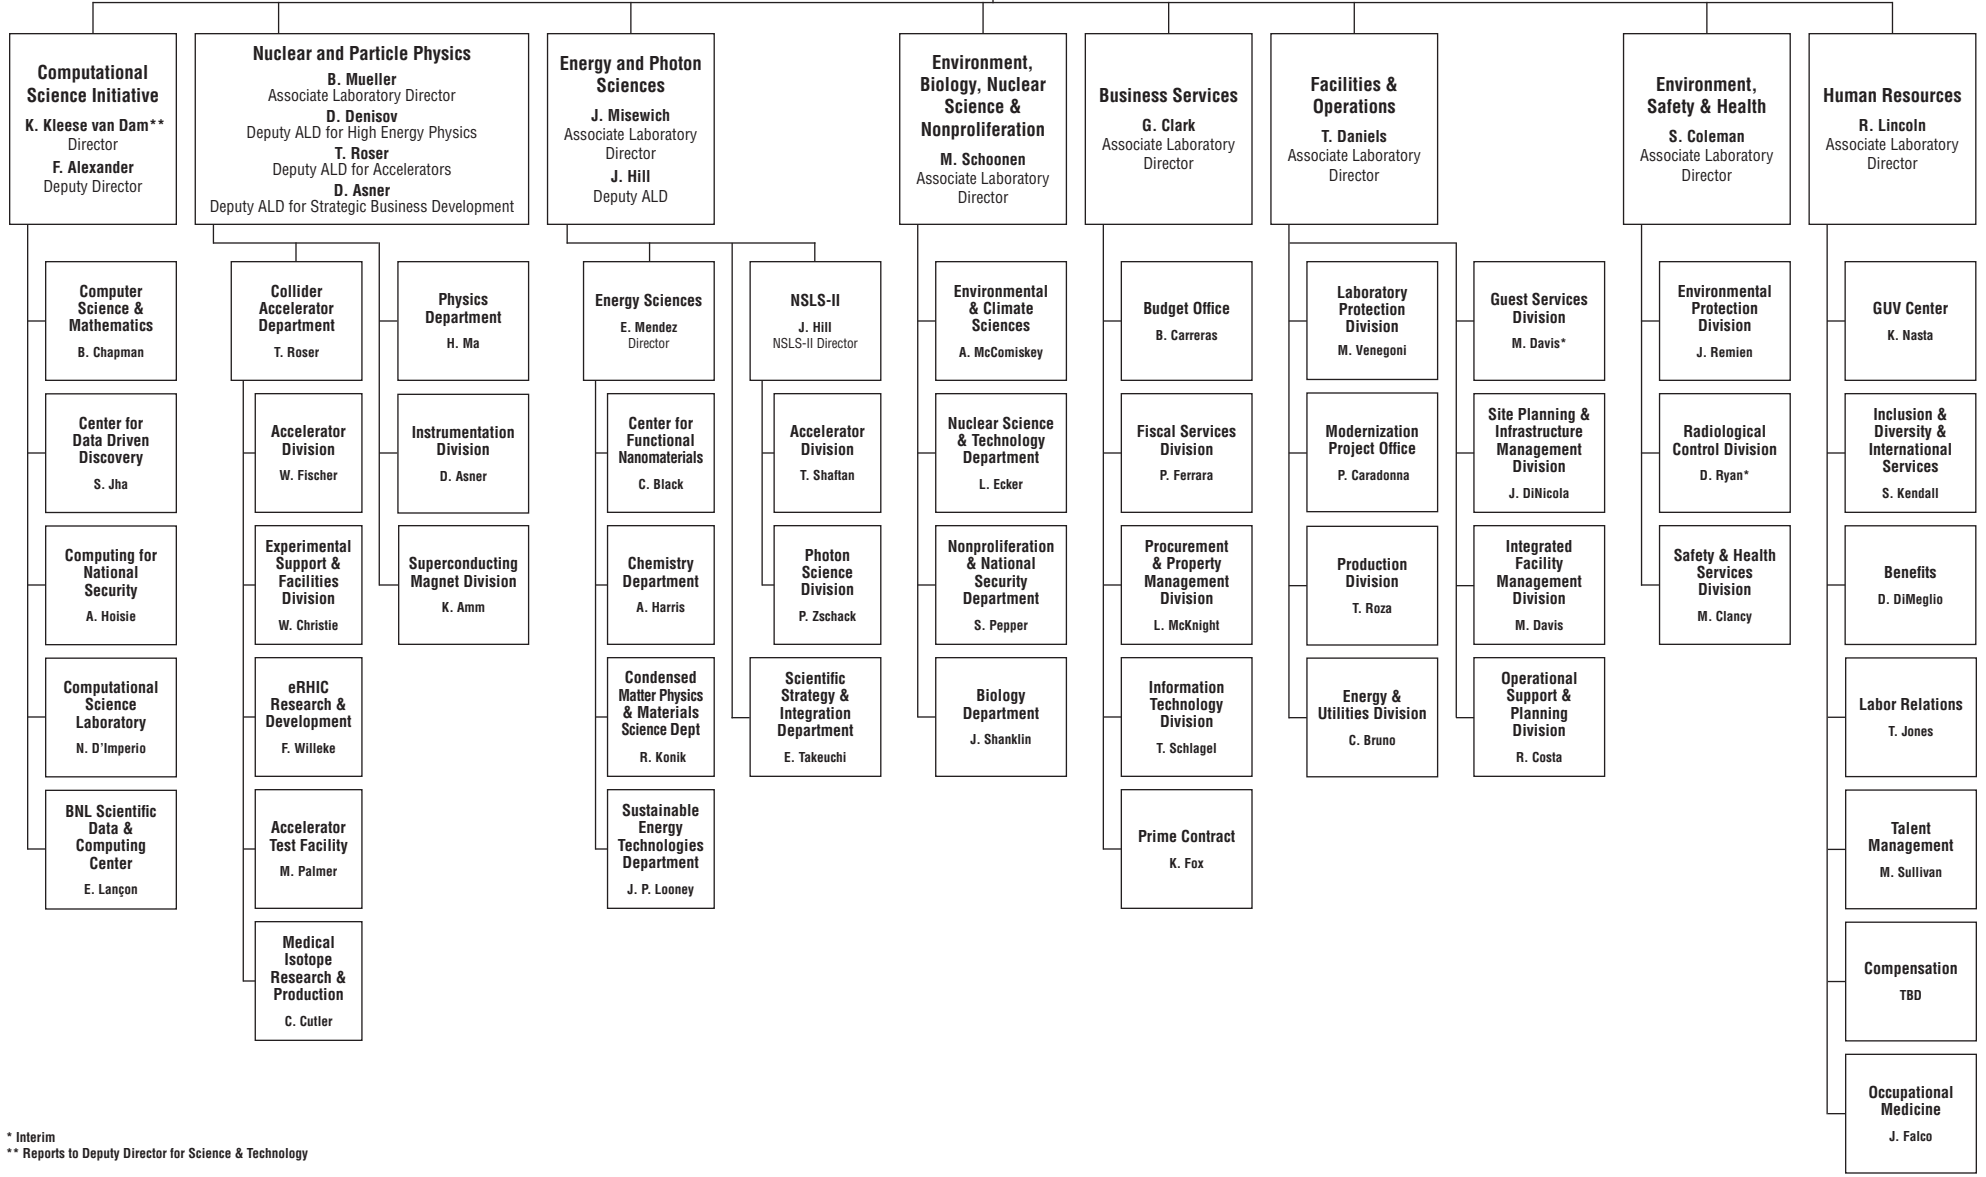 Computational
Science Initiative
K. Kleese van Dam**
Director
F. Alexander
Deputy Director
Computer
Science &
Mathematics
B. Chapman
Center for
Data Driven
Discovery
S. Jha
Computing for
National
Security
A. Hoisie
Computational
Science
Laboratory
N. D'Imperio
BNL Scientific
Data &
Computing
Center
E. Lançon
Nuclear and Particle Physics
B. Mueller
Associate Laboratory Director
D. Denisov
Deputy ALD for High Energy Physics
T. Roser
Deputy ALD for Accelerators
D. Asner
Deputy ALD for Strategic Business Development
Collider
Accelerator
Department
T. Roser
Accelerator
Division
W. Fischer
Experimental
Support &
Facilities
Division
W. Christie
eRHIC
Research &
Development
F. Willeke
Accelerator
Test Facility
M. Palmer
Medical
Isotope
Research &
Production
C. Cutler
Physics
Department
H. Ma
Instrumentation
Division
D. Asner
Superconducting
Magnet Division
K. Amm
Energy and Photon
Sciences
J. Misewich
Associate Laboratory
Director
J. Hill
Deputy ALD
Energy Sciences
E. Mendez
Director
Center for
Functional
Nanomaterials
C. Black
Chemistry
Department
A. Harris
Condensed
Matter Physics
& Materials
Science Dept
R. Konik
Sustainable
Energy
Technologies
Department
J. P. Looney
NSLS-II
J. Hill
NSLS-II Director
Accelerator
Division
T. Shaftan
Photon
Science
Division
P. Zschack
Scientific
Strategy &
Integration
Department
E. Takeuchi
Environment,
Biology, Nuclear
Science &
Nonproliferation
M. Schoonen
Associate Laboratory
Director
Environmental
& Climate
Sciences
A. McComiskey
Nuclear Science
& Technology
Department
L. Ecker
Nonproliferation
& National
Security
Department
S. Pepper
Biology
Department
J. Shanklin
Business Services
G. Clark
Associate Laboratory
Director
Budget Office
B. Carreras
Fiscal Services
Division
P. Ferrara
Procurement
& Property
Management
Division
L. McKnight
Information
Technology
Division
T. Schlagel
Prime Contract
K. Fox
Facilities &
Operations
T. Daniels
Associate Laboratory
Director
Laboratory
Protection
Division
M. Venegoni
Modernization
Project Office
P. Caradonna
Production
Division
T. Roza
Energy &
Utilities Division
C. Bruno
Guest Services
Division
M. Davis*
Site Planning &
Infrastructure
Management
Division
J. DiNicola
Integrated
Facility
Management
Division
M. Davis
Operational
Support &
Planning
Division
R. Costa
Environment,
Safety & Health
S. Coleman
Associate Laboratory
Director
Environmental
Protection
Division
J. Remien
Radiological
Control Division
D. Ryan*
Safety & Health
Services
Division
M. Clancy
Human Resources
R. Lincoln
Associate Laboratory
Director
GUV Center
K. Nasta
Inclusion &
Diversity &
International
Services
S. Kendall
Benefits
D. DiMeglio
Labor Relations
T. Jones
Talent
Management
M. Sullivan
Compensation
TBD
Occupational
Medicine
J. Falco
* Interim
** Reports to Deputy Director for Science & Technology